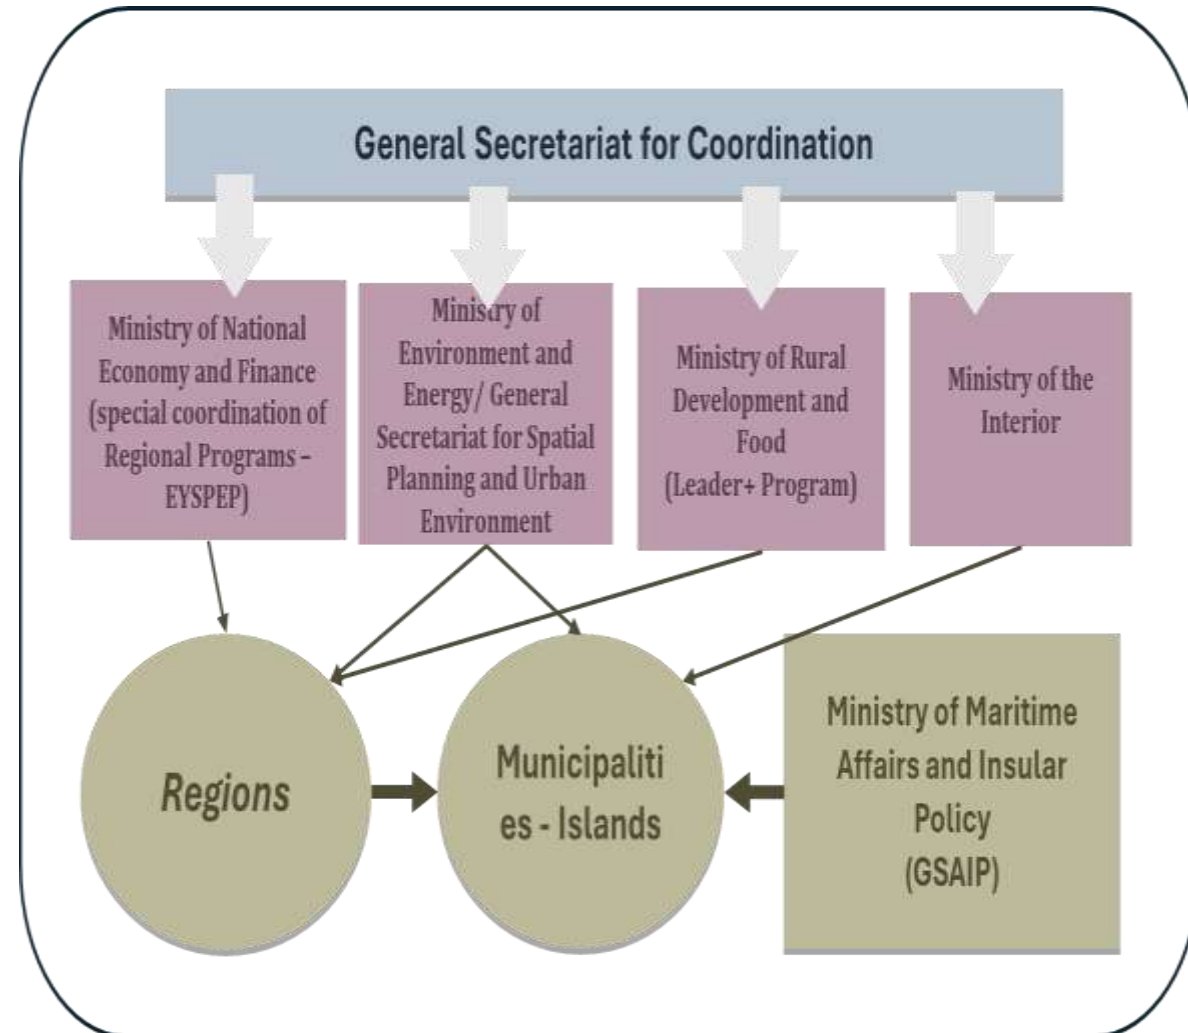 General Secretariat for Coordination
Ministry of National
Economy and Finance
(special coordination of
Regional Programs –
EYSPEP)
Ministry of
Environment and
Energy/ General
Secretariat for Spatial
Planning and Urban
Environment
Ministry of Rural
Development and
Food
(Leader+ Program)
Ministry of the
Interior
Regions
Municipaliti
es - Islands
Ministry of Maritime
Affairs and Insular
Policy
(GSAIP)